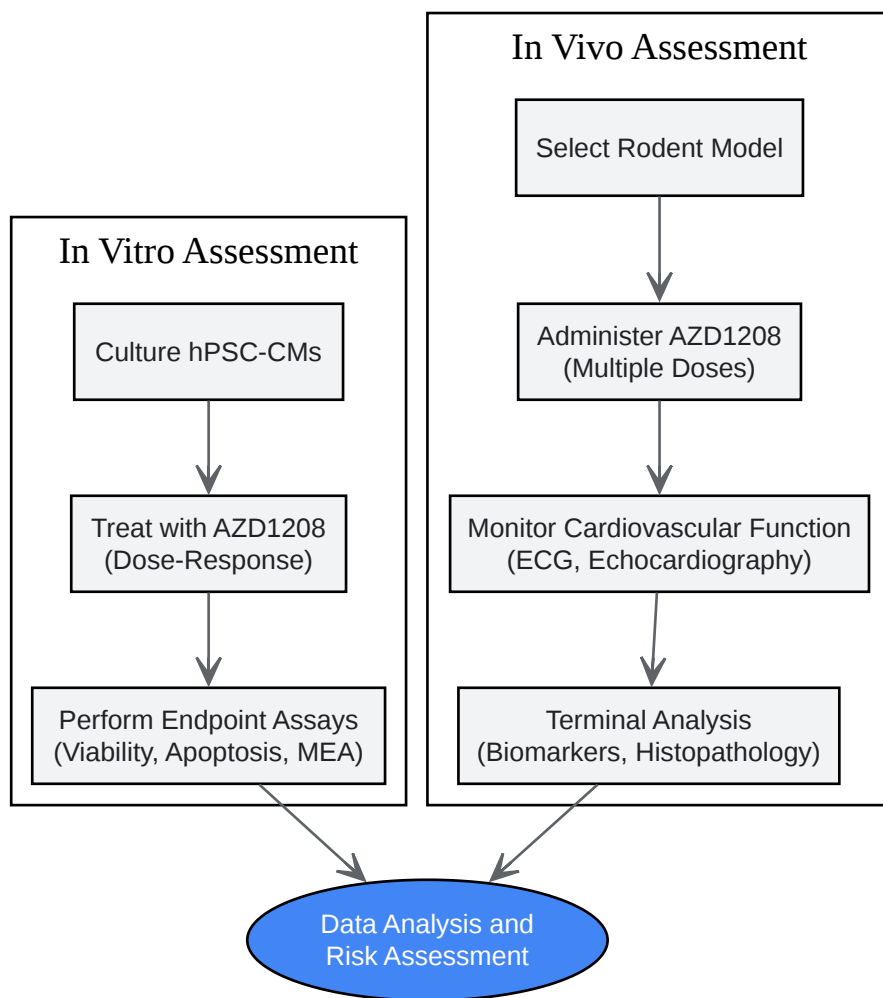 In Vitro Assessment
Culture hPSC-CMs
Treat with AZD1208
(Dose-Response)
Perform Endpoint Assays
(Viability, Apoptosis, MEA)
In Vivo Assessment
Select Rodent Model
Administer AZD1208
(Multiple Doses)
Monitor Cardiovascular Function
(ECG, Echocardiography)
Terminal Analysis
(Biomarkers, Histopathology)
Data Analysis and
Risk Assessment